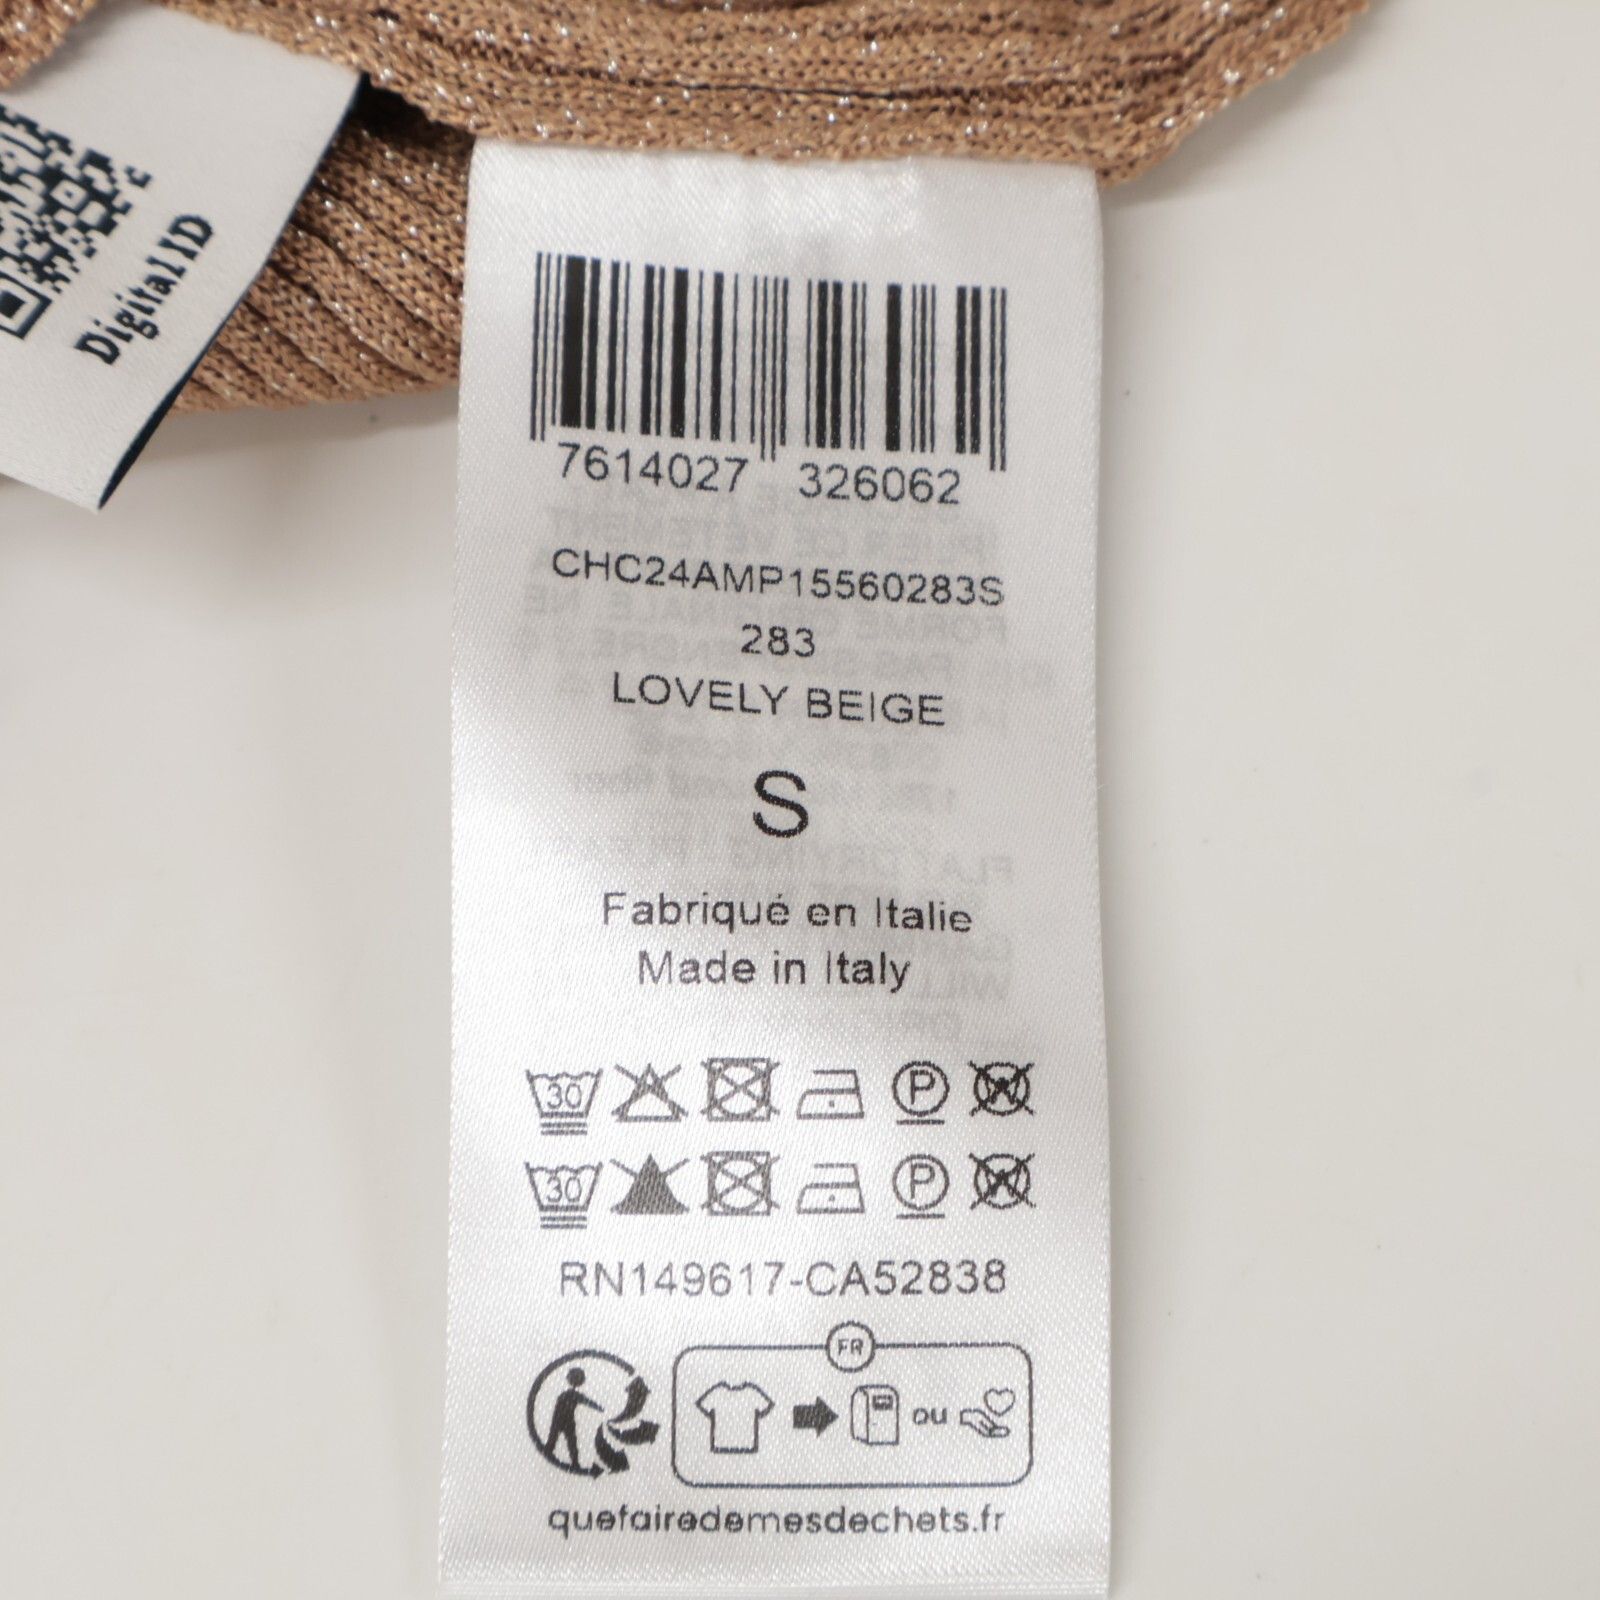 Digital ID
7614027 326062
CHC24AMP15560283S
283
LOVELY BEIGE
S
Fabriqué en Italie
Made in Italy
30 P W
30 P W
RN149617-CA52838
FR
ou
quefairedemesdechets.fr